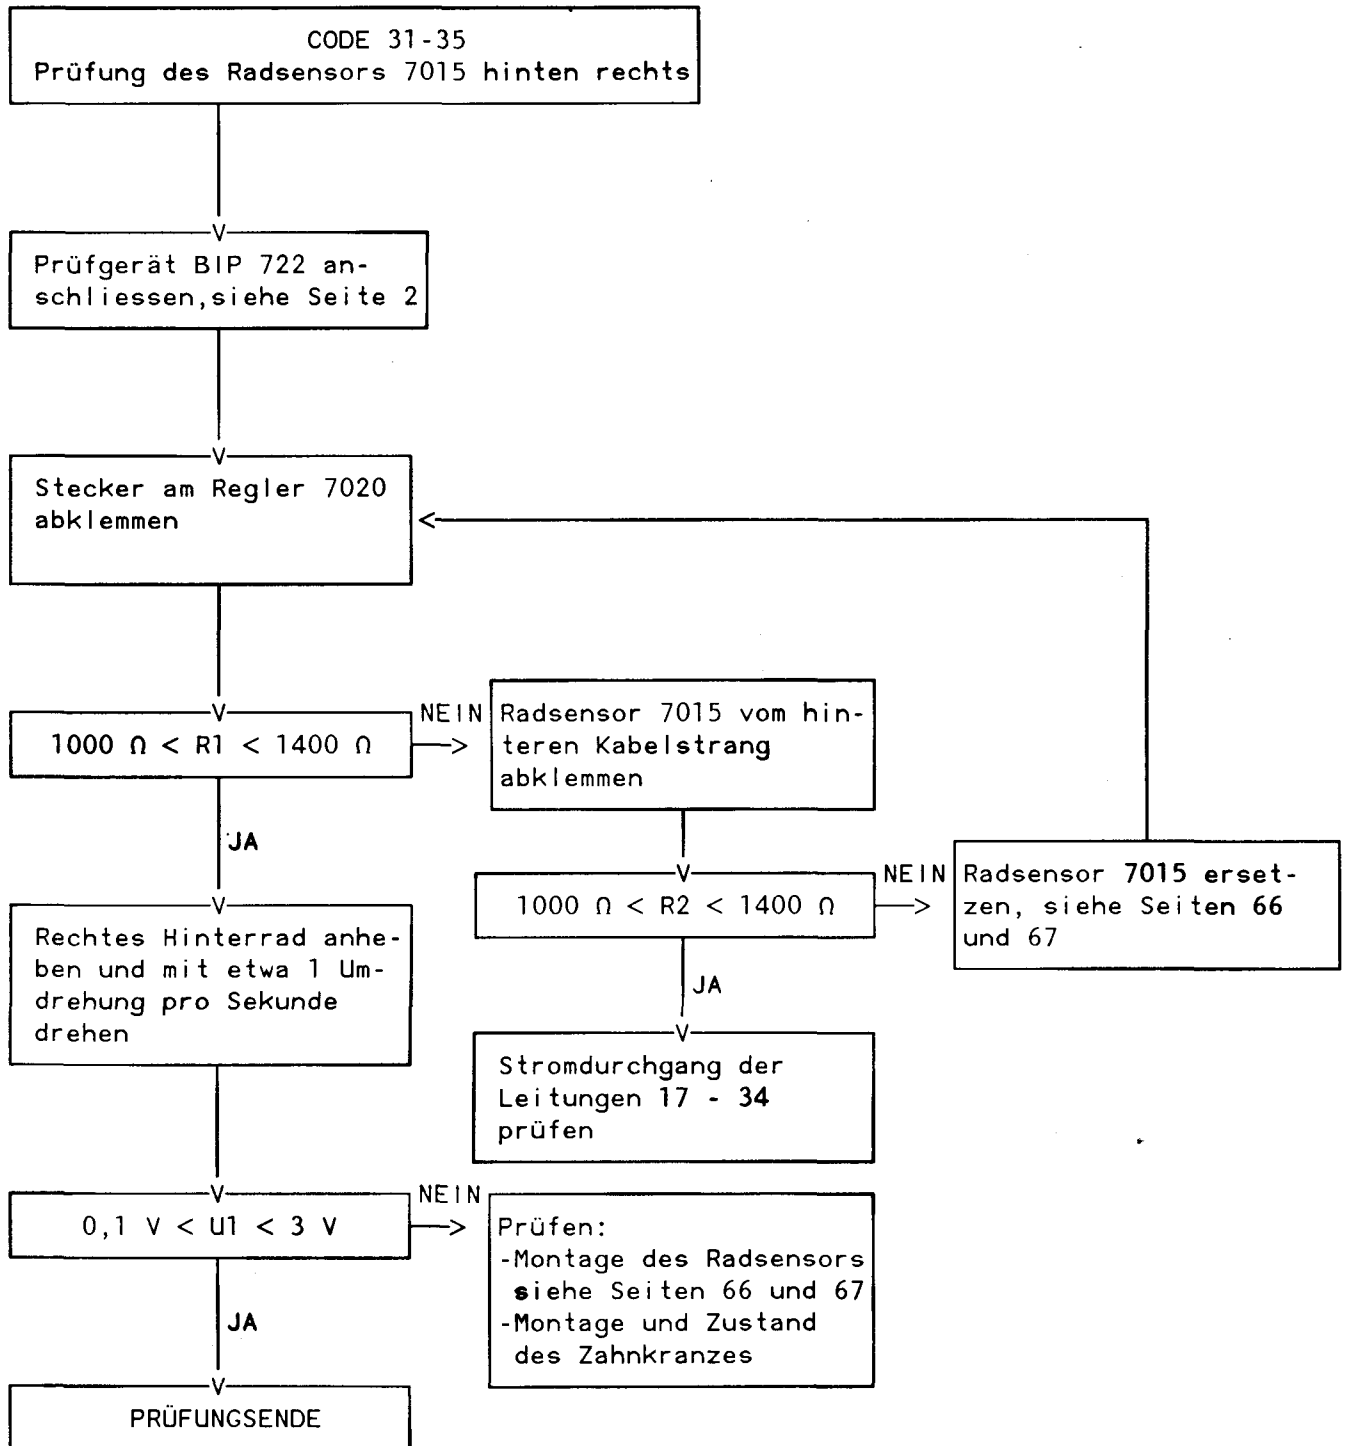 CODE 31-35
Prüfung des Radsensors 7015 hinten rechts
Prüfgerät BIP 722 an-
schliessen,siehe Seite 2
Stecker am Regler 7020
abklemmen
1000 Ω < R1 < 1400 Ω
NEIN
Radsensor 7015 vom hin-
teren Kabelstrang
abklemmen
JA
1000 Ω < R2 < 1400 Ω
NEIN
Radsensor 7015 erset-
zen, siehe Seiten 66
und 67
Rechtes Hinterrad anhe-
ben und mit etwa 1 Um-
drehung pro Sekunde
drehen
JA
Stromdurchgang der
Leitungen 17 - 34
prüfen
0,1 V < U1 < 3 V
NEIN
Prüfen:
-Montage des Radsensors
siehe Seiten 66 und 67
-Montage und Zustand
des Zahnkranzes
JA
PRÜFUNGSENDE